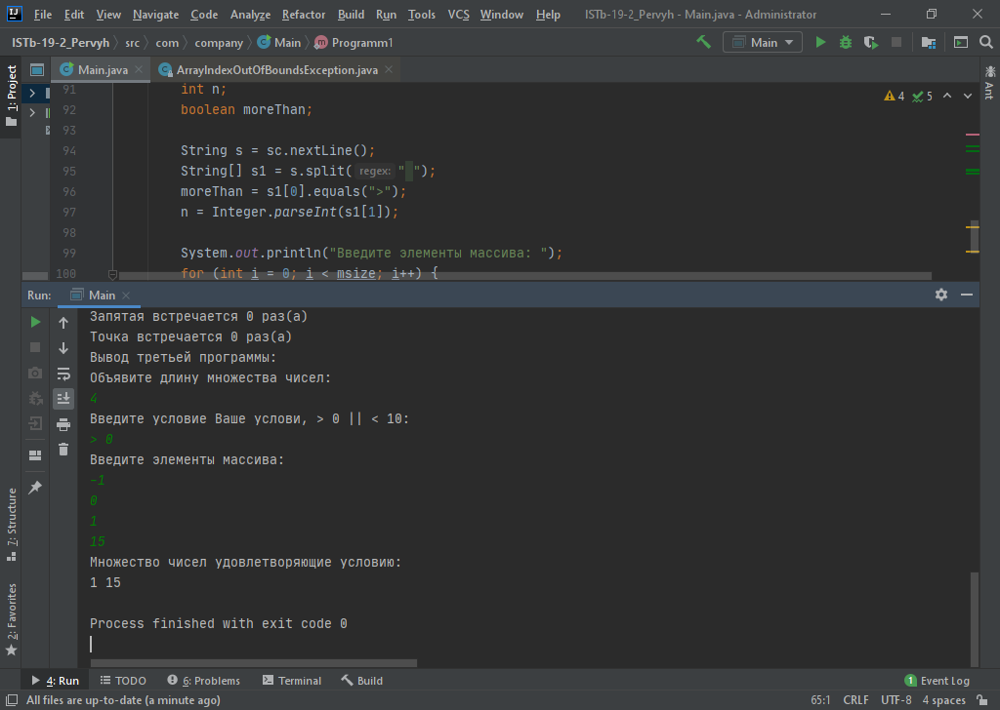 File Edit View Navigate Code Analyze Refactor Build Run Tools VCS Window Help ISTb-19-2_Pervyh - Main.java - Administrator
ISTb-19-2_Pervyh src com company Main Programm1 Main
1: Project
Main.java ArrayIndexOutOfBoundsException.java
Ant
4 5
91 int n;
92 boolean moreThan;
93
94 String s = sc.nextLine();
95 String[] s1 = s.split( regex: " ");
96 moreThan = s1[0].equals(">");
97 n = Integer.parseInt(s1[1]);
98
99 System.out.println("Введите элементы массива: ");
100 for (int i = 0; i < msize; i++) {
Run: Main
Запятая встречается 0 раз(а)
Точка встречается 0 раз(а)
Вывод третьей программы:
Объявите длину множества чисел:
4
Введите условие Ваше услови, > 0 || < 10:
> 0
Введите элементы массива:
-1
0
1
15
Множество чисел удовлетворяющие условию:
1 15
Process finished with exit code 0
7: Structure
2: Favorites
4: Run TODO 6: Problems Terminal Build 1 Event Log
All files are up-to-date (a minute ago) 65:1 CRLF UTF-8 4 spaces